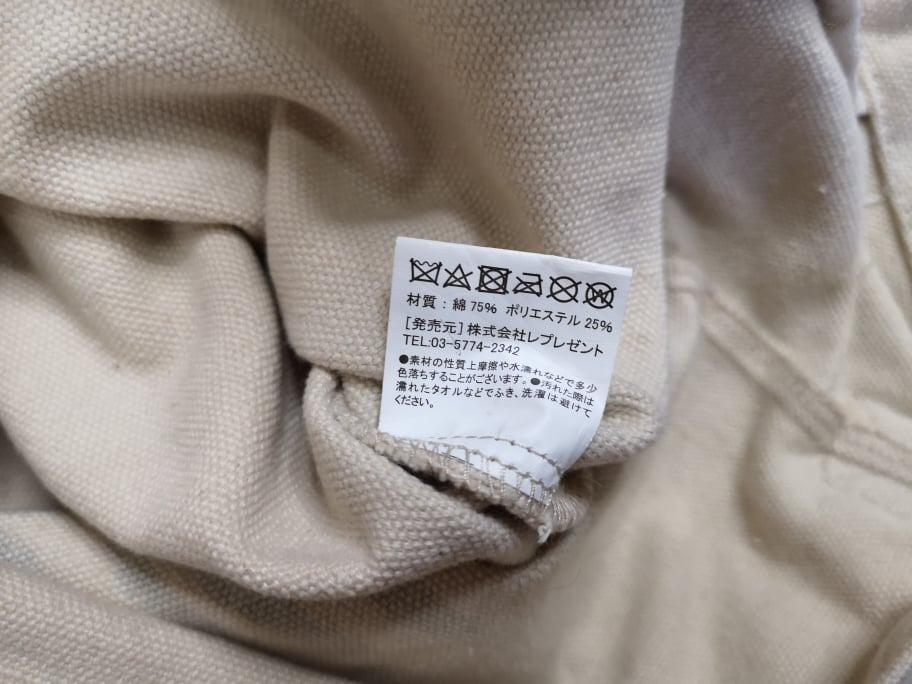 材質：綿75% ポリエステル25%
[発売元]株式会社レプレゼント
TEL:03-5774-2342
●素材の性質上摩擦や水濡れなどで多少
色落ちすることがございます。●汚れた際は
濡れたタオルなどでふき、洗濯は避けて
ください。